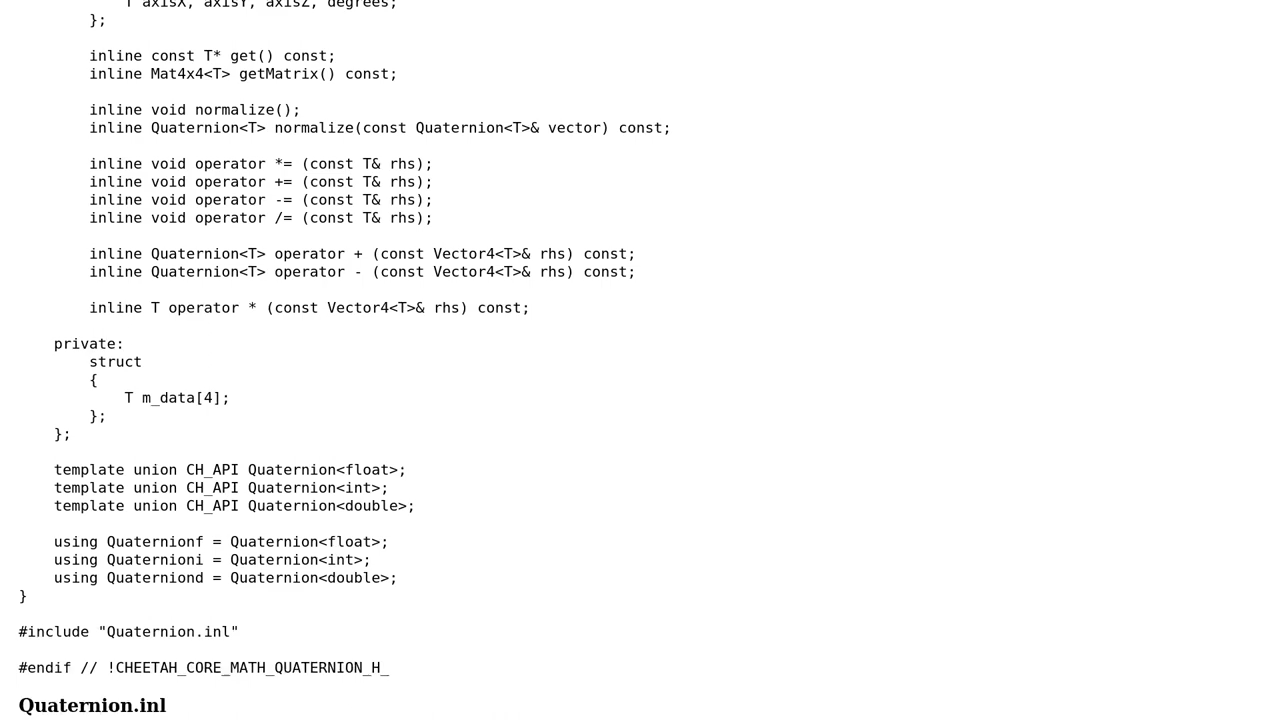 T axisX, axisY, axisZ, degrees;
};
inline const T* get() const;
inline Mat4x4<T> getMatrix() const;
inline void normalize();
inline Quaternion<T> normalize(const Quaternion<T>& vector) const;
inline void operator *= (const T& rhs);
inline void operator += (const T& rhs);
inline void operator -= (const T& rhs);
inline void operator /= (const T& rhs);
inline Quaternion<T> operator + (const Vector4<T>& rhs) const;
inline Quaternion<T> operator - (const Vector4<T>& rhs) const;
inline T operator * (const Vector4<T>& rhs) const;
private:
struct
{
T m_data[4];
};
};
template union CH_API Quaternion<float>;
template union CH_API Quaternion<int>;
template union CH_API Quaternion<double>;
using Quaternionf = Quaternion<float>;
using Quaternioni = Quaternion<int>;
using Quaterniond = Quaternion<double>;
}
#include "Quaternion.inl"
#endif // !CHEETAH_CORE_MATH_QUATERNION_H_
Quaternion.inl